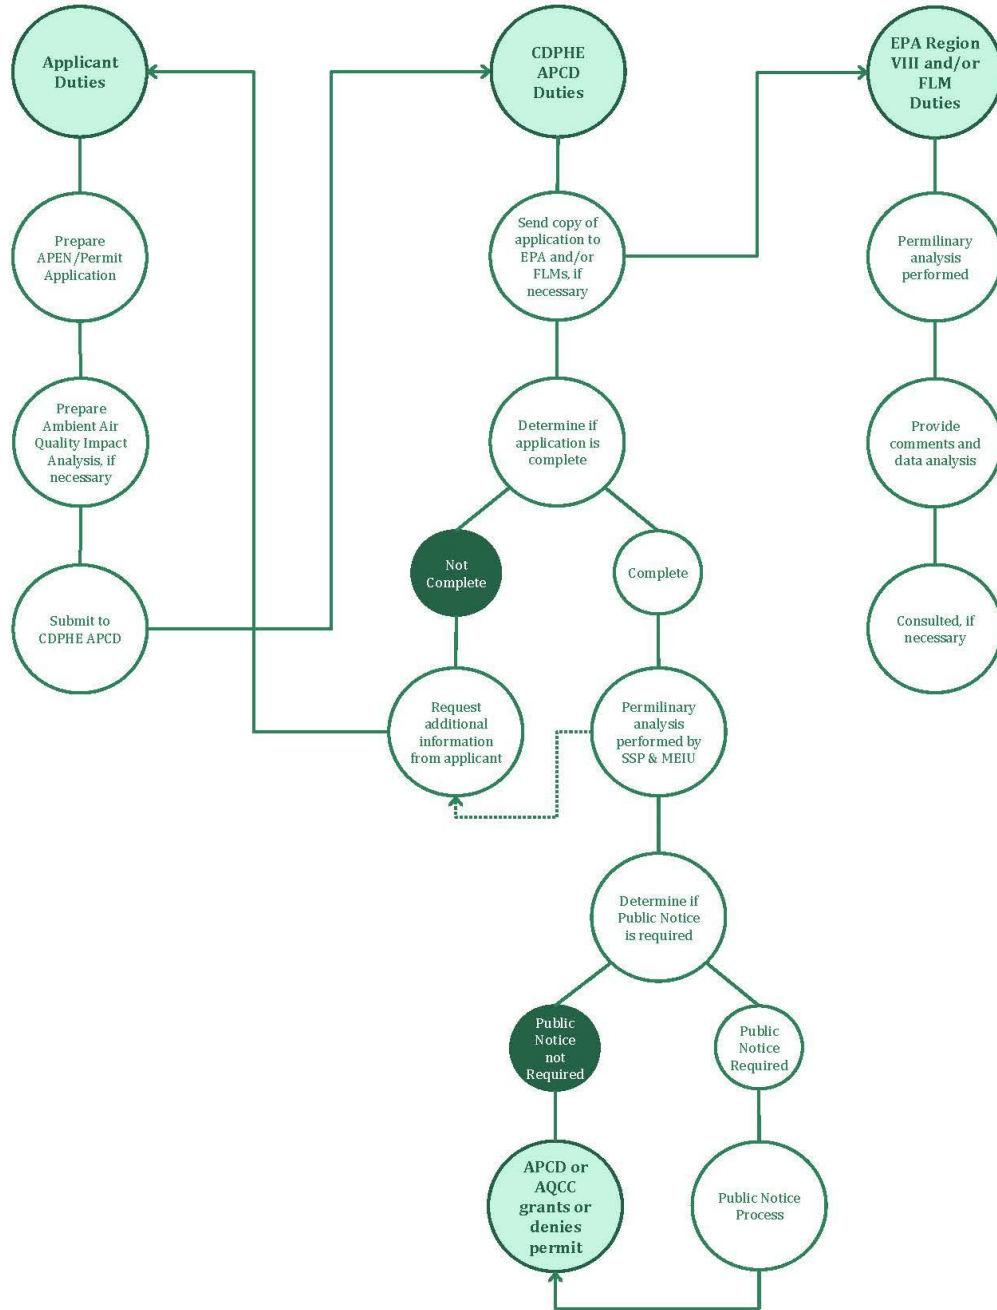 Applicant
Duties
Prepare
APEN/Permit
Application
Prepare
Ambient Air
Quality Impact
Analysis, if
necessary
Submit to
CDPHE APCD
CDPHE
APCD
Duties
Send copy of
application to
EPA and/or
FLMs, if
necessary
Determine if
application is
complete
Not
Complete
Complete
Request
additional
information
from applicant
Permilinary
analysis
performed by
SSP & MEIU
Determine if
Public Notice
is required
Public
Notice
not
Required
Public
Notice
Required
APCD or
AQCC
grants or
denies
permit
Public Notice
Process
EPA Region
VIII and/or
FLM
Duties
Permilinary
analysis
performed
Provide
comments and
data analysis
Consulted, if
necessary